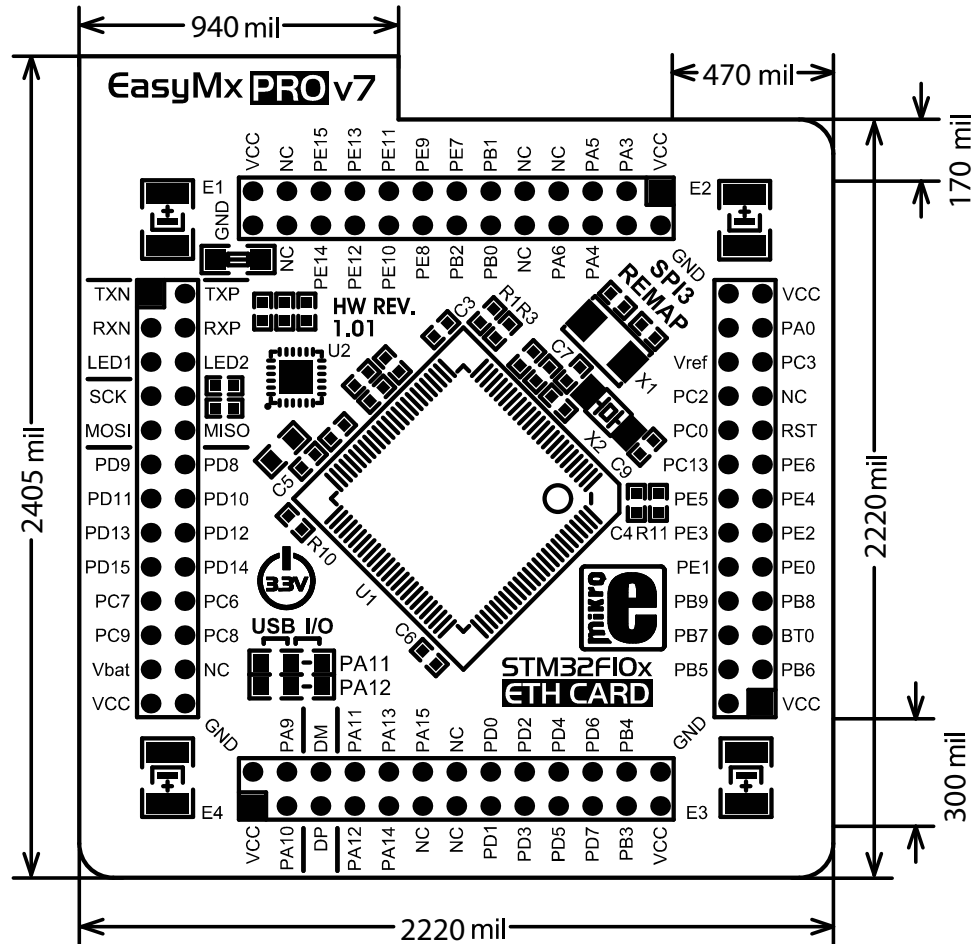 940 mil
EasyMx PRO v7
470 mil
170 mil
VCC NC PE15 PE13 PE11 PE9 PE7 PB1 NC NC PA5 PA3 VCC
E1
E2
GND NC PE14 PE12 PE10 PE8 PB2 PB0 NC PA6 PA4 GND
SPI3
REMAP
HW REV.
1.01
U2
C3
R1R3
C7
X1
X2
C9
C5
R10
U1
C4 R11
C6
TXN TXP
RXN RXP
LED1 LED2
SCK
MOSI MISO
PD9 PD8
PD11 PD10
PD13 PD12
PD15 PD14
PC7 PC6
PC9 PC8
Vbat NC
VCC
GND
VCC
PA0
Vref PC3
PC2 NC
PC0 RST
PC13 PE6
PE5 PE4
PE3 PE2
PE1 PE0
PB9 PB8
PB7 BT0
PB5 PB6
GND VCC
3.3V
USB I/O
PA11
PA12
mikro e
STM32F10x
ETH CARD
PA9 DM PA11 PA13 PA15 NC PD0 PD2 PD4 PD6 PB4
E4
E3
VCC PA10 DP PA12 PA14 NC NC PD1 PD3 PD5 PD7 PB3 VCC
2405 mil
2220 mil
300 mil
2220 mil